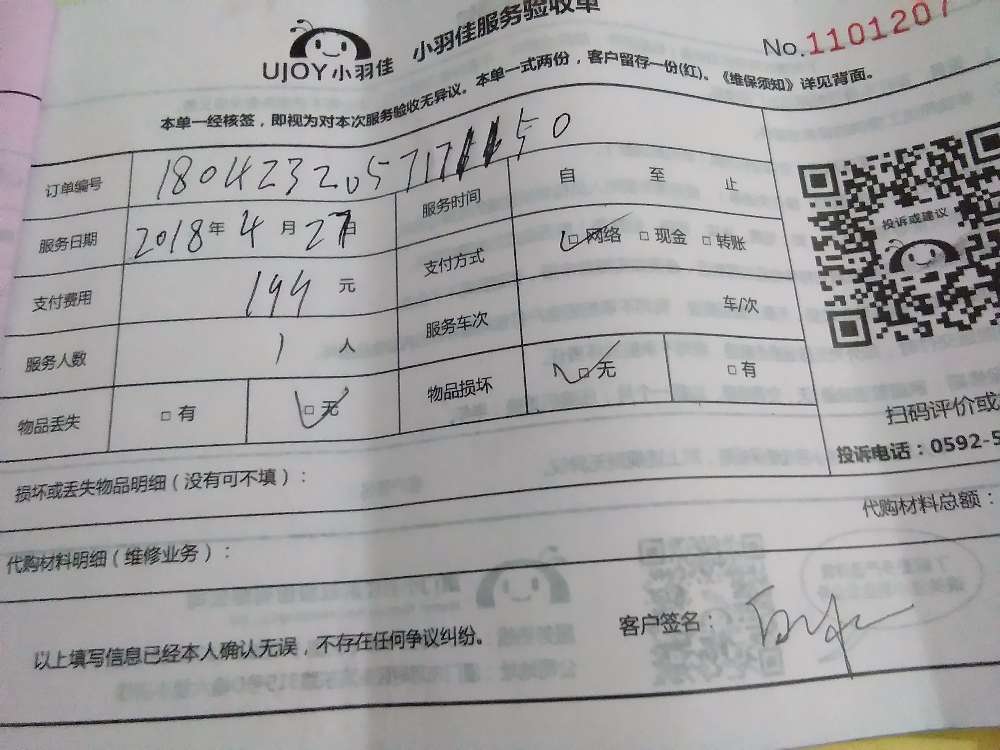 UJOY小羽佳 小羽佳服务验收单
No.1101207
本单一经核签，即视为对本次服务验收无异议。本单一式两份，客户留存一份(红)。《维保须知》详见背面。
订单编号 服务时间 自 至 止
服务日期 2018年4月27日 支付方式 □网络 □现金 □转账
支付费用 199元 服务车次 车/次
服务人数 1人 物品损坏 □无 □有
物品丢失 □有 □无
投诉或建议
扫码评价或
投诉电话：0592-5
损坏或丢失物品明细（没有可不填）：
代购材料明细（维修业务）： 代购材料总额：
以上填写信息已经本人确认无误，不存在任何争议纠纷。 客户签名：